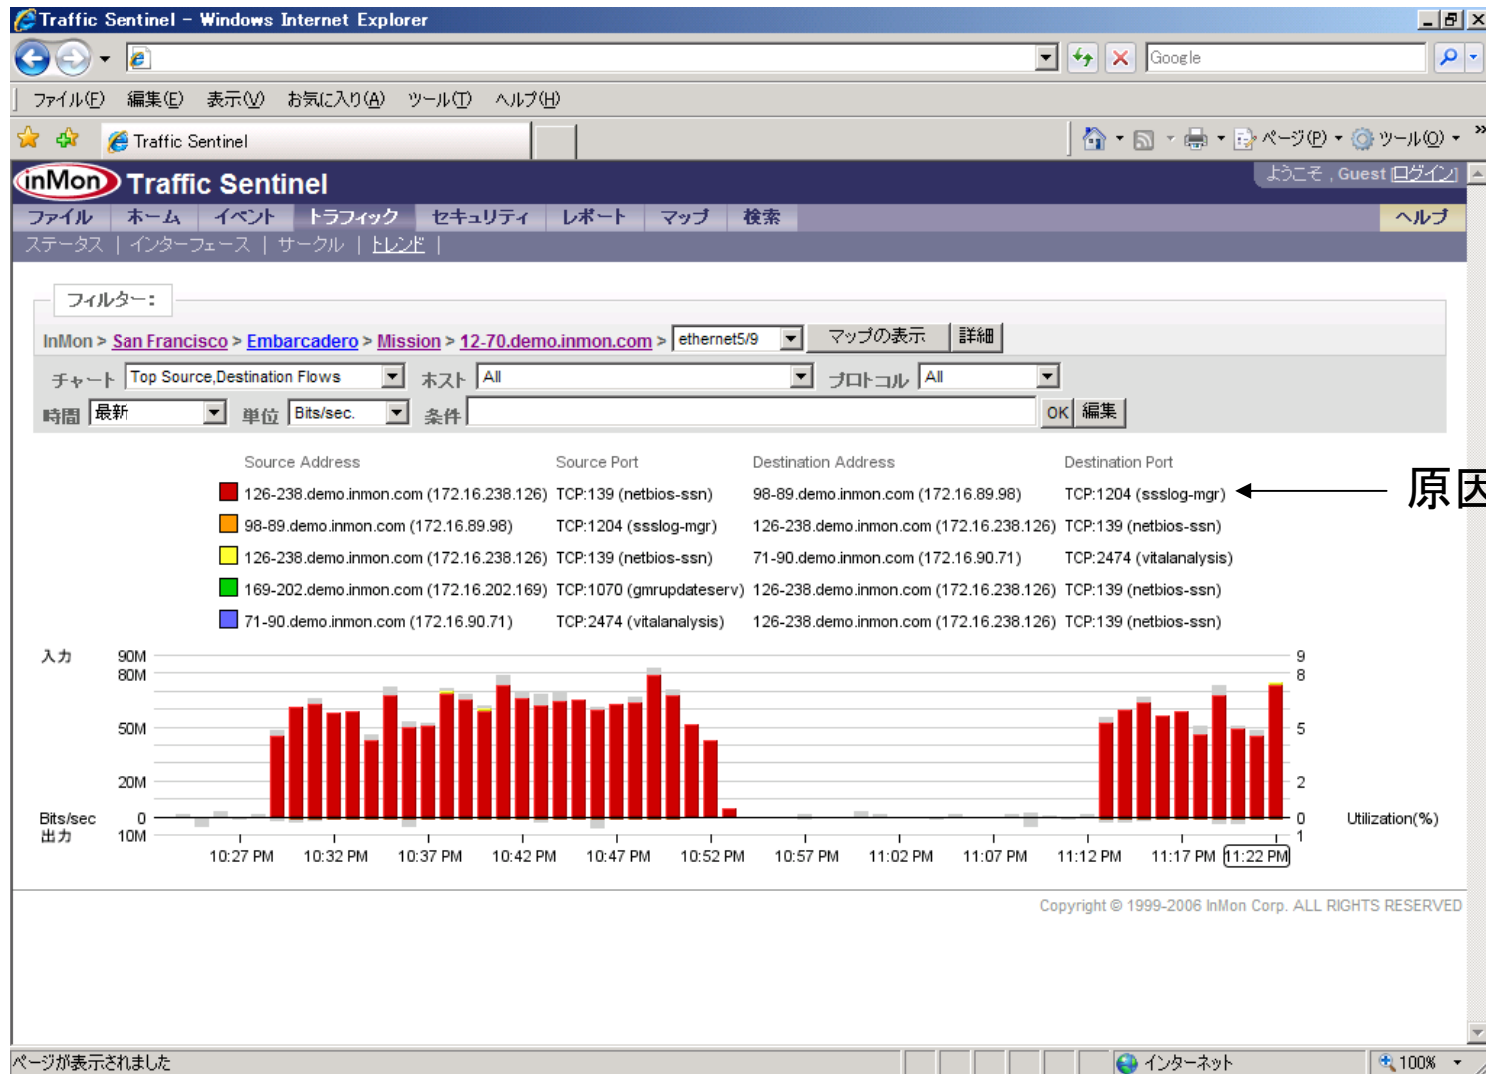 Traffic Sentinel - Windows Internet Explorer
Google
ファイル(F) 編集(E) 表示(V) お気に入り(A) ツール(T) ヘルプ(H)
Traffic Sentinel
ページ(P) ツール(O) »
inMon Traffic Sentinel
ようこそ , Guest [ログイン]
ファイル ホーム イベント トラフィック セキュリティ レポート マップ 検索 ヘルプ
ステータス | インターフェース | サークル | トレンド |
フィルター:
InMon > San Francisco > Embarcadero > Mission > 12-70.demo.inmon.com > ethernet5/9 マップの表示 詳細
チャート Top Source,Destination Flows ホスト All プロトコル All
時間 最新 単位 Bits/sec. 条件 OK 編集
Source Address Source Port Destination Address Destination Port
126-238.demo.inmon.com (172.16.238.126) TCP:139 (netbios-ssn) 98-89.demo.inmon.com (172.16.89.98) TCP:1204 (ssslog-mgr)
原因
98-89.demo.inmon.com (172.16.89.98) TCP:1204 (ssslog-mgr) 126-238.demo.inmon.com (172.16.238.126) TCP:139 (netbios-ssn)
126-238.demo.inmon.com (172.16.238.126) TCP:139 (netbios-ssn) 71-90.demo.inmon.com (172.16.90.71) TCP:2474 (vitalanalysis)
169-202.demo.inmon.com (172.16.202.169) TCP:1070 (gmrupdateserv) 126-238.demo.inmon.com (172.16.238.126) TCP:139 (netbios-ssn)
71-90.demo.inmon.com (172.16.90.71) TCP:2474 (vitalanalysis) 126-238.demo.inmon.com (172.16.238.126) TCP:139 (netbios-ssn)
入力 90M 9
80M 8
50M 5
20M 2
Bits/sec 0 0 Utilization(%)
出力 10M 1
10:27 PM 10:32 PM 10:37 PM 10:42 PM 10:47 PM 10:52 PM 10:57 PM 11:02 PM 11:07 PM 11:12 PM 11:17 PM 11:22 PM
Copyright © 1999-2006 InMon Corp. ALL RIGHTS RESERVED
ページが表示されました インターネット 100%